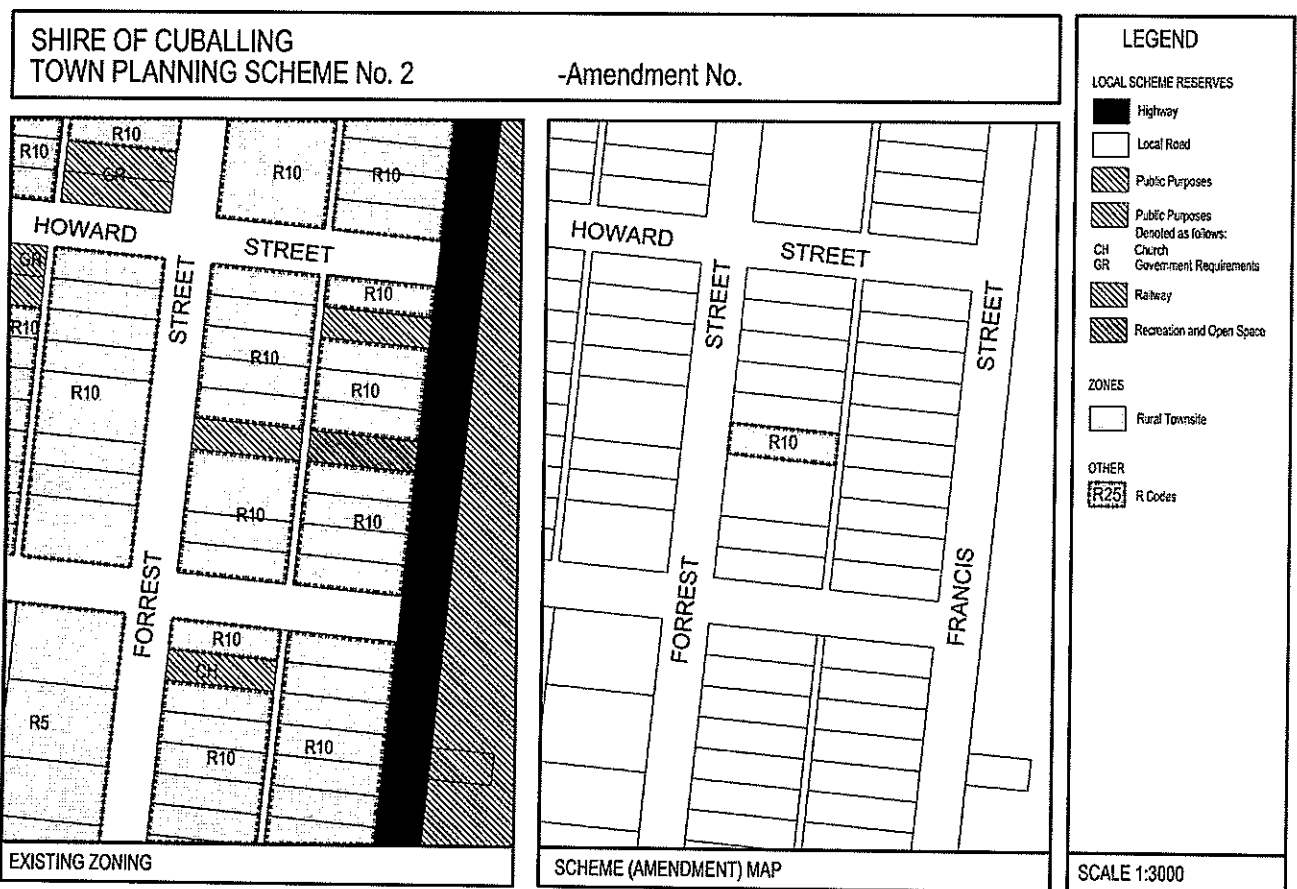 SHIRE OF CUBALLING
TOWN PLANNING SCHEME No. 2 -Amendment No.
R10
R10
GR
R10
R10
HOWARD
STREET
GR
R10
R10
STREET
R10
R10
R10
R10
R10
FORREST
R10
CH
R5
R10
R10
EXISTING ZONING
HOWARD
STREET
STREET
STREET
R10
FORREST
FRANCIS
SCHEME (AMENDMENT) MAP
LEGEND
LOCAL SCHEME RESERVES
Highway
Local Road
Public Purposes
Public Purposes
Denoted as follows:
CH Church
GR Government Requirements
Railway
Recreation and Open Space
ZONES
Rural Townsite
OTHER
R25 R Codes
SCALE 1:3000